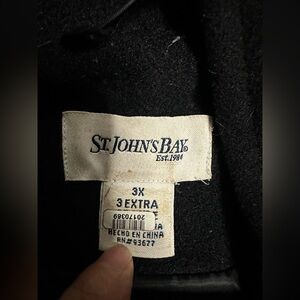 ST. JOHN'S BAY®
Est. 1984
3X
3 EXTRA
20170369
HECHO EN CHINA
RN#93677